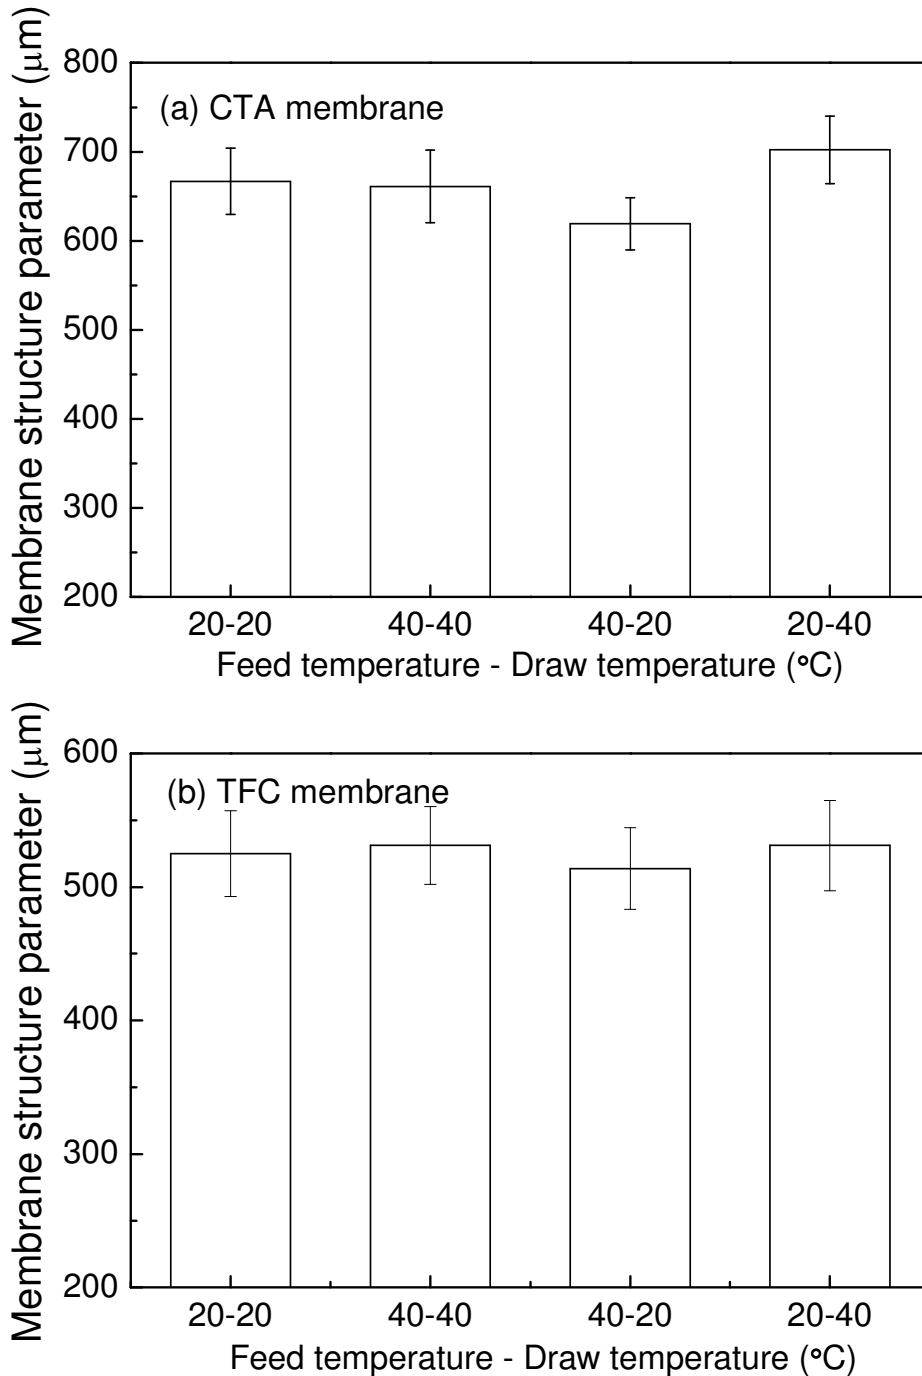 Membrane structure parameter (μm)
800
700
600
500
400
300
200
(a) CTA membrane
20-20 40-40 40-20 20-40
Feed temperature - Draw temperature (°C)
Membrane structure parameter (μm)
600
500
400
300
200
(b) TFC membrane
20-20 40-40 40-20 20-40
Feed temperature - Draw temperature (°C)